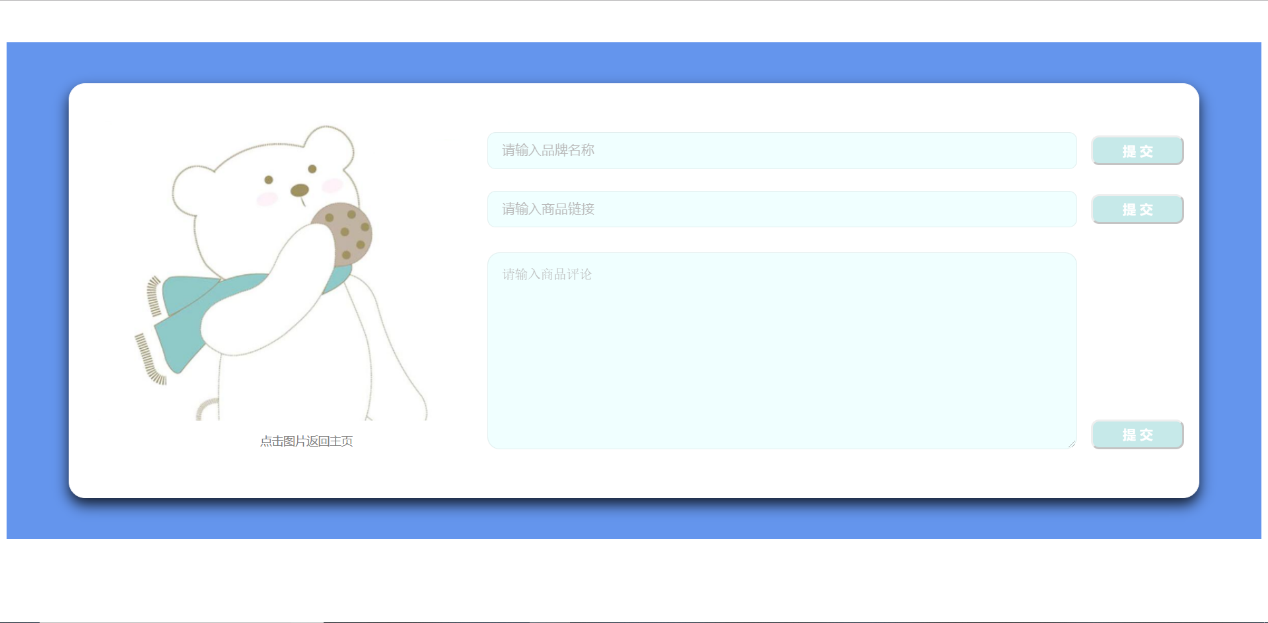 请输入品牌名称
提 交
请输入商品链接
提 交
请输入商品评论
提 交
点击图片返回主页